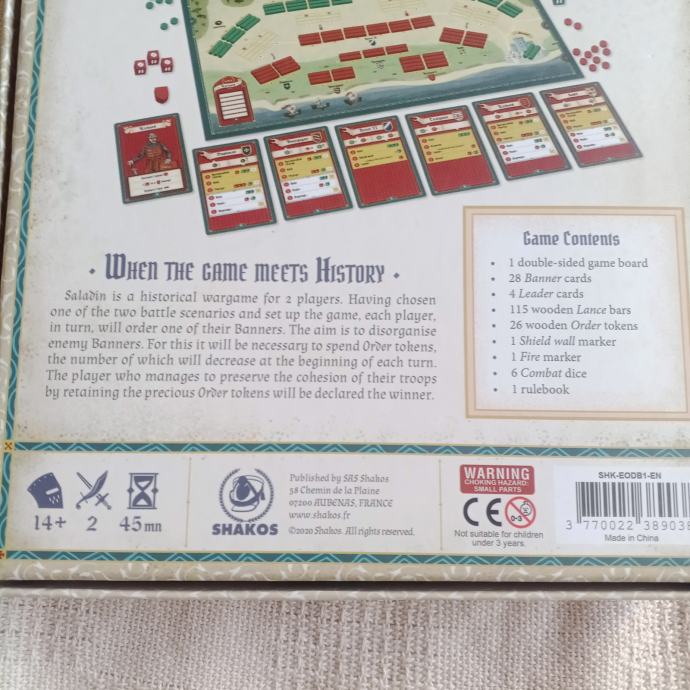 • When the game meets History •
Saladin is a historical wargame for 2 players. Having chosen
one of the two battle scenarios and set up the game, each player,
in turn, will order one of their Banners. The aim is to disorganise
enemy Banners. For this it will be necessary to spend Order tokens,
the number of which will decrease at the beginning of each turn.
The player who manages to preserve the cohesion of their troops
by retaining the precious Order tokens will be declared the winner.
Game Contents
• 1 double-sided game board
• 28 Banner cards
• 4 Leader cards
• 115 wooden Lance bars
• 26 wooden Order tokens
• 1 Shield wall marker
• 1 Fire marker
• 6 Combat dice
• 1 rulebook
14+ 2 45mn
SHAKOS
Published by SAS Shakos
58 Chemin de la Plaine
07200 AUBENAS, FRANCE
www.shakos.fr
©2020 Shakos. All rights reserved.
WARNING
CHOKING HAZARD:
SMALL PARTS
CE 0-3
Not suitable for children
under 3 years.
SHK-EODB1-EN
3 770022 389038
Made in China